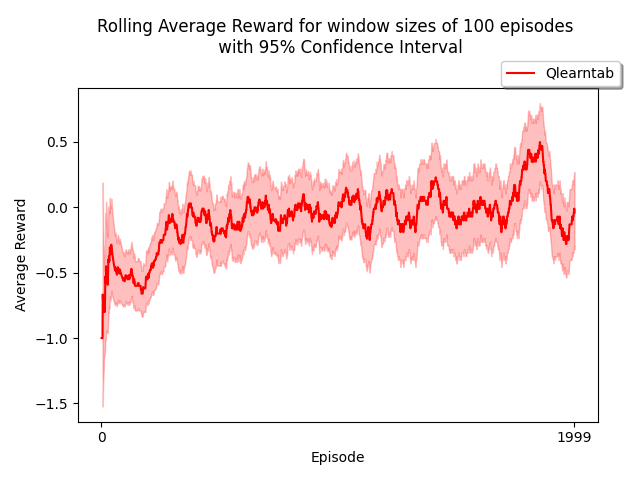 Rolling Average Reward for window sizes of 100 episodes
with 95% Confidence Interval
Qlearntab
Average Reward
0.5
0.0
−0.5
−1.0
−1.5
0
1999
Episode